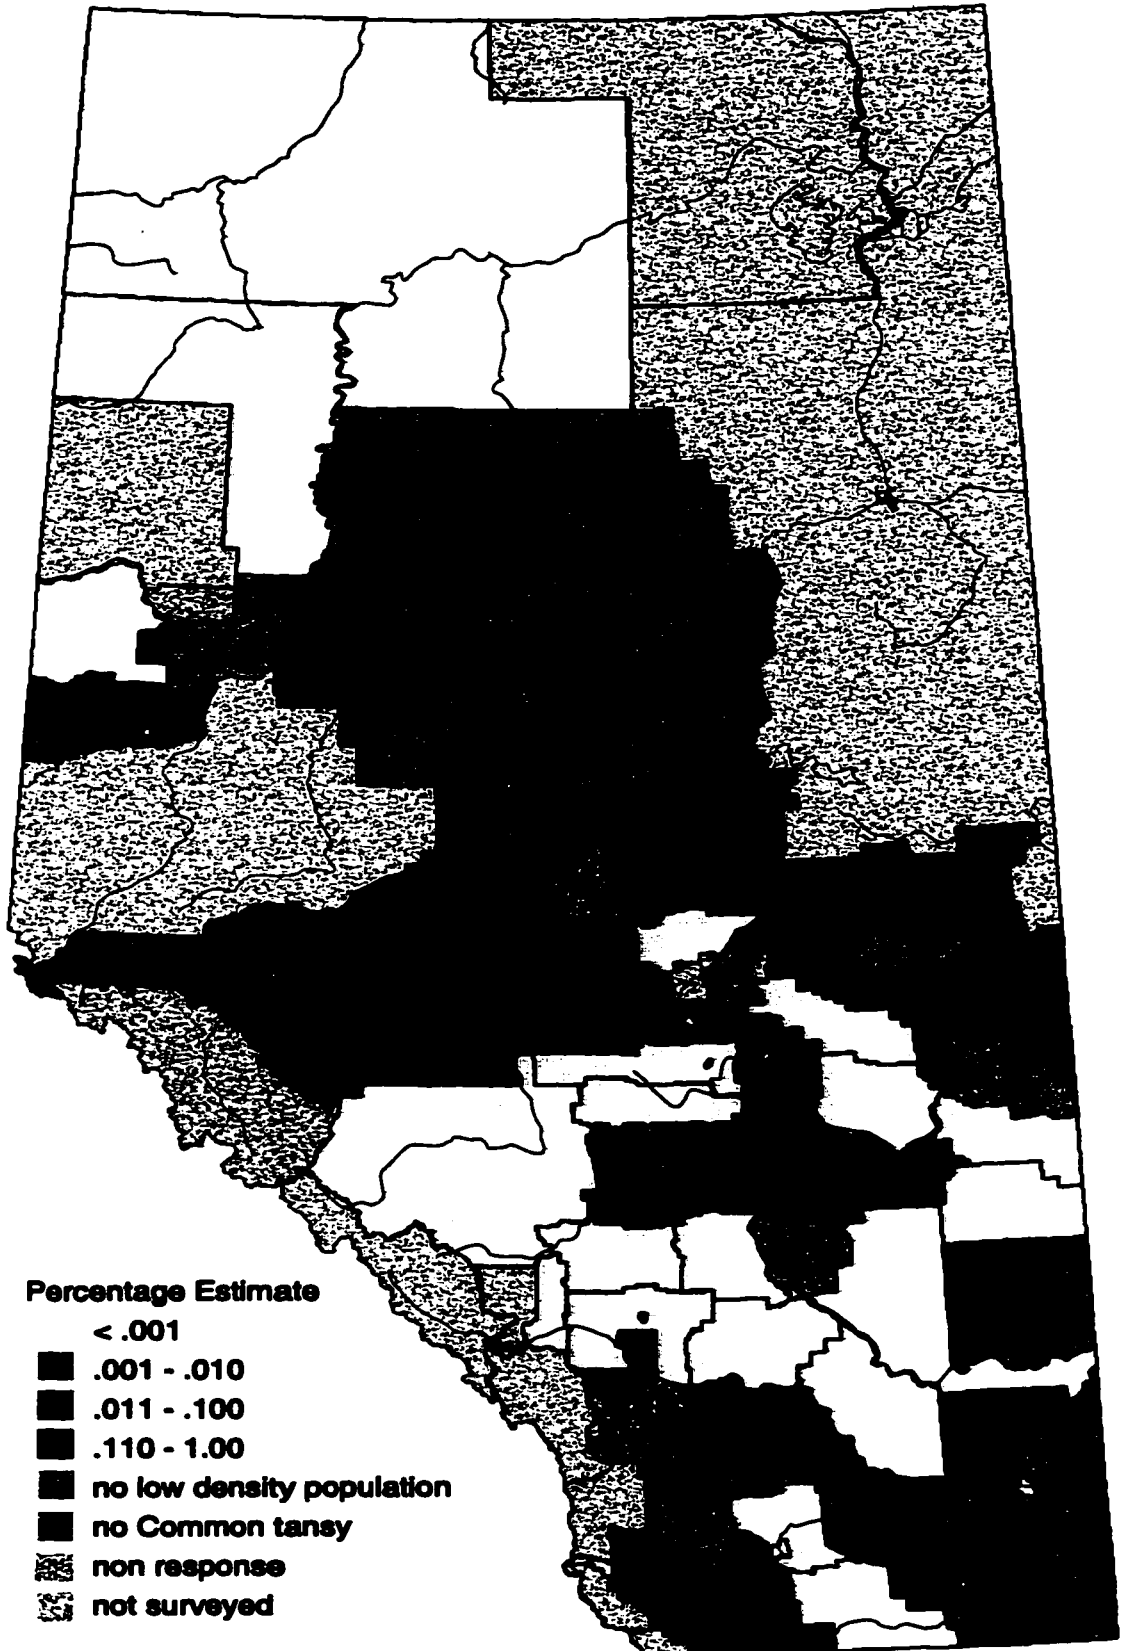 Percentage Estimate
< .001
.001 - .010
.011 - .100
.110 - 1.00
no low density population
no Common tansy
non response
not surveyed